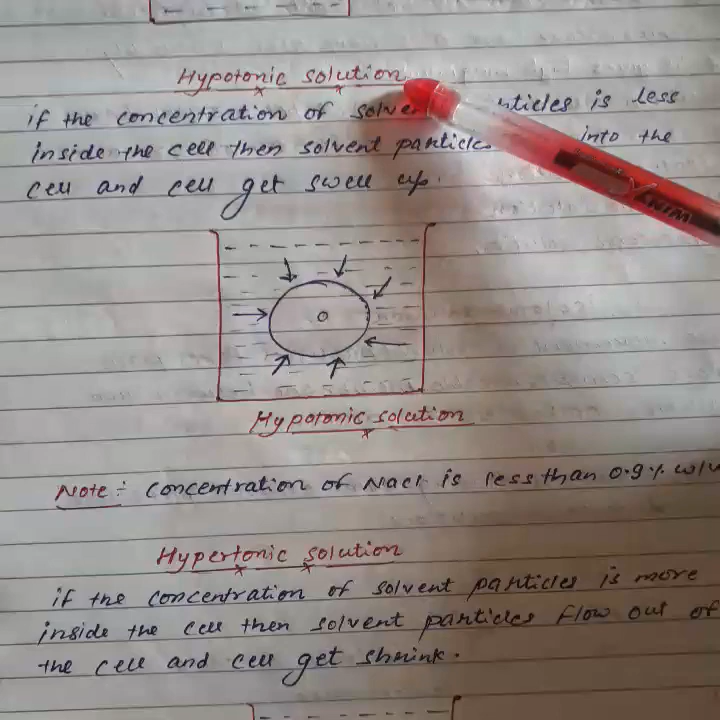 Hypotonic solution
if the concentration of solve rticles is less
inside the cell then solvent particle into the
cell and cell get swell up.
Hypotonic solution
Note :- concentration of NaCl is less than 0.9% w/v
Hypertonic solution
if the concentration of solvent particles is more
inside the cell then solvent particles flow out of
the cell and cell get shrink.